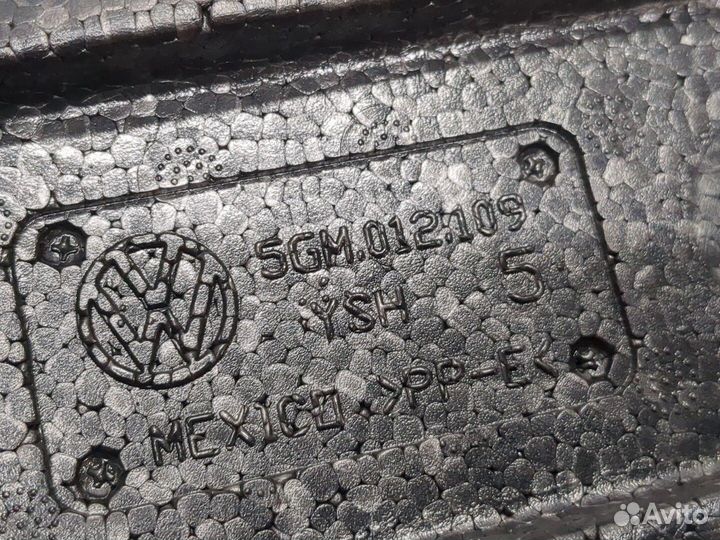 5GM.012.109
YSH 5
MEXICO >PP-E<
Avito